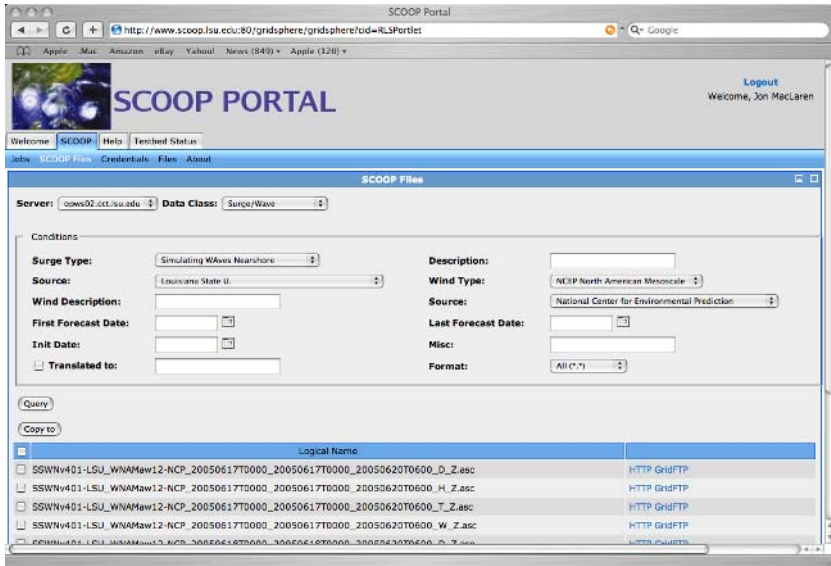 SCOOP Portal
http://www.scoop.lsu.edu:80/gridsphere/gridsphere?cid=RLSPortlet
Google
Apple .Mac Amazon eBay Yahoo! News (849) Apple (120)
SCOOP PORTAL
Logout
Welcome, Jon MacLaren
Welcome SCOOP Help Testbed Status
Jobs SCOOP Files Credentials Files About
SCOOP Files
Server: opws02.cct.lsu.edu Data Class: Surge/Wave
Conditions
Surge Type: Simulating WAves Nearshore Description:
Source: Louisiana State U. Wind Type: NCEP North American Mesoscale
Wind Description: Source: National Center for Environmental Prediction
First Forecast Date: Last Forecast Date:
Init Date: Misc:
Translated to: Format: All (*.*)
Query
Copy to
Logical Name
SSWNv401-LSU_WNAMaw12-NCP_20050617T0000_20050617T0000_20050620T0600_D_Z.asc HTTP GridFTP
SSWNv401-LSU_WNAMaw12-NCP_20050617T0000_20050617T0000_20050620T0600_H_Z.asc HTTP GridFTP
SSWNv401-LSU_WNAMaw12-NCP_20050617T0000_20050617T0000_20050620T0600_T_Z.asc HTTP GridFTP
SSWNv401-LSU_WNAMaw12-NCP_20050617T0000_20050617T0000_20050620T0600_W_Z.asc HTTP GridFTP
HTTP GridFTP